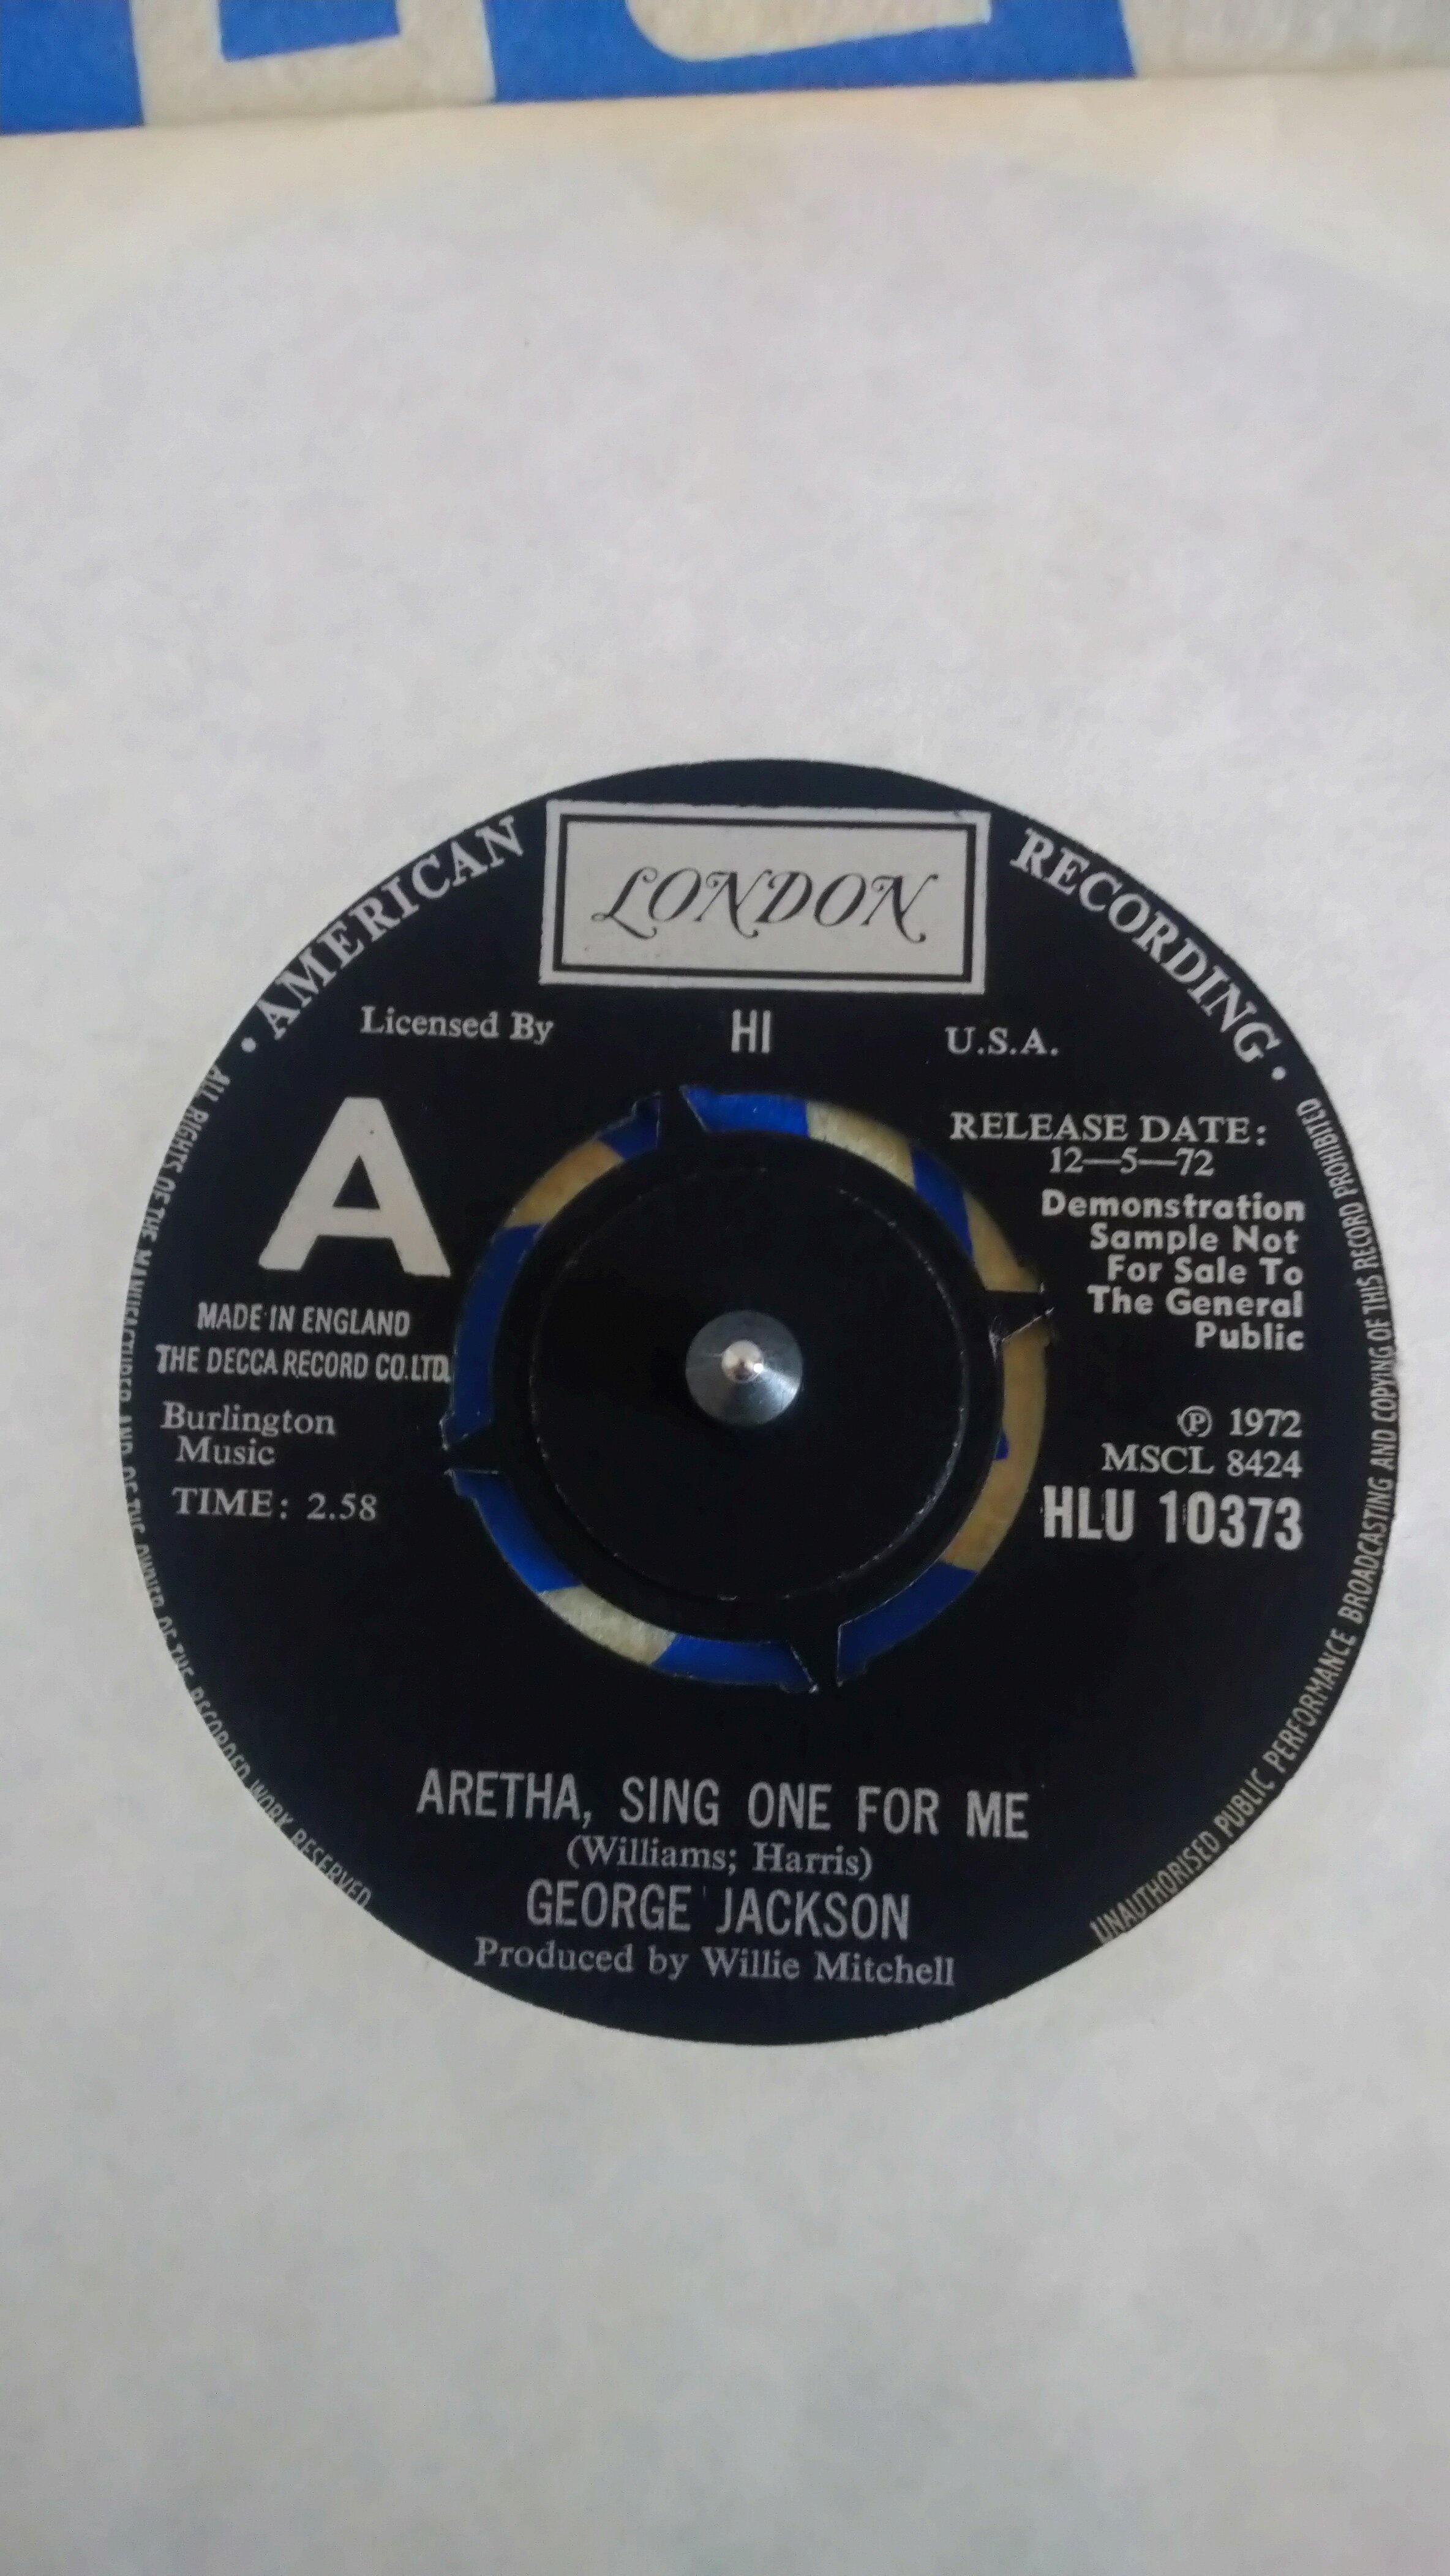 AMERICAN RECORDING
LONDON
Licensed By HI U.S.A.
A
RELEASE DATE:
12—5—72
Demonstration
Sample Not
For Sale To
The General
Public
MADE IN ENGLAND
THE DECCA RECORD CO. LTD.
Burlington
Music
TIME: 2.58
Ⓟ 1972
MSCL 8424
HLU 10373
ARETHA, SING ONE FOR ME
(Williams; Harris)
GEORGE JACKSON
Produced by Willie Mitchell
ALL RIGHTS OF THE MANUFACTURER AND OF THE OWNER OF THE RECORDED WORK RESERVED
UNAUTHORISED PUBLIC PERFORMANCE BROADCASTING AND COPYING OF THIS RECORD PROHIBITED